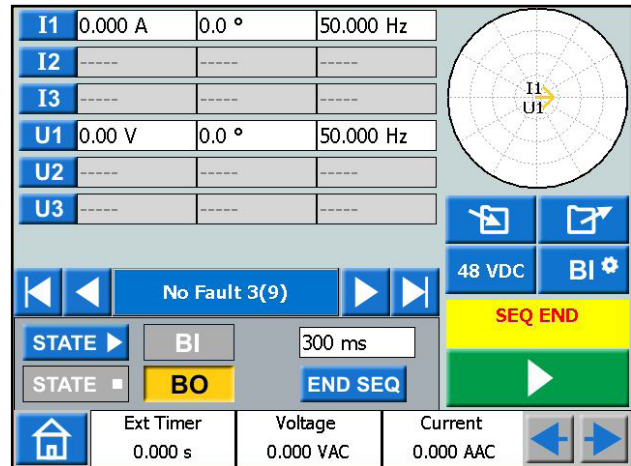 I1 0.000 A 0.0 ° 50.000 Hz
I2 ----- ----- -----
I3 ----- ----- -----
U1 0.00 V 0.0 ° 50.000 Hz
U2 ----- ----- -----
U3 ----- ----- -----
I1
U1
48 VDC BI
No Fault 3(9)
SEQ END
STATE BI 300 ms
STATE BO END SEQ
Ext Timer Voltage Current
0.000 s 0.000 VAC 0.000 AAC